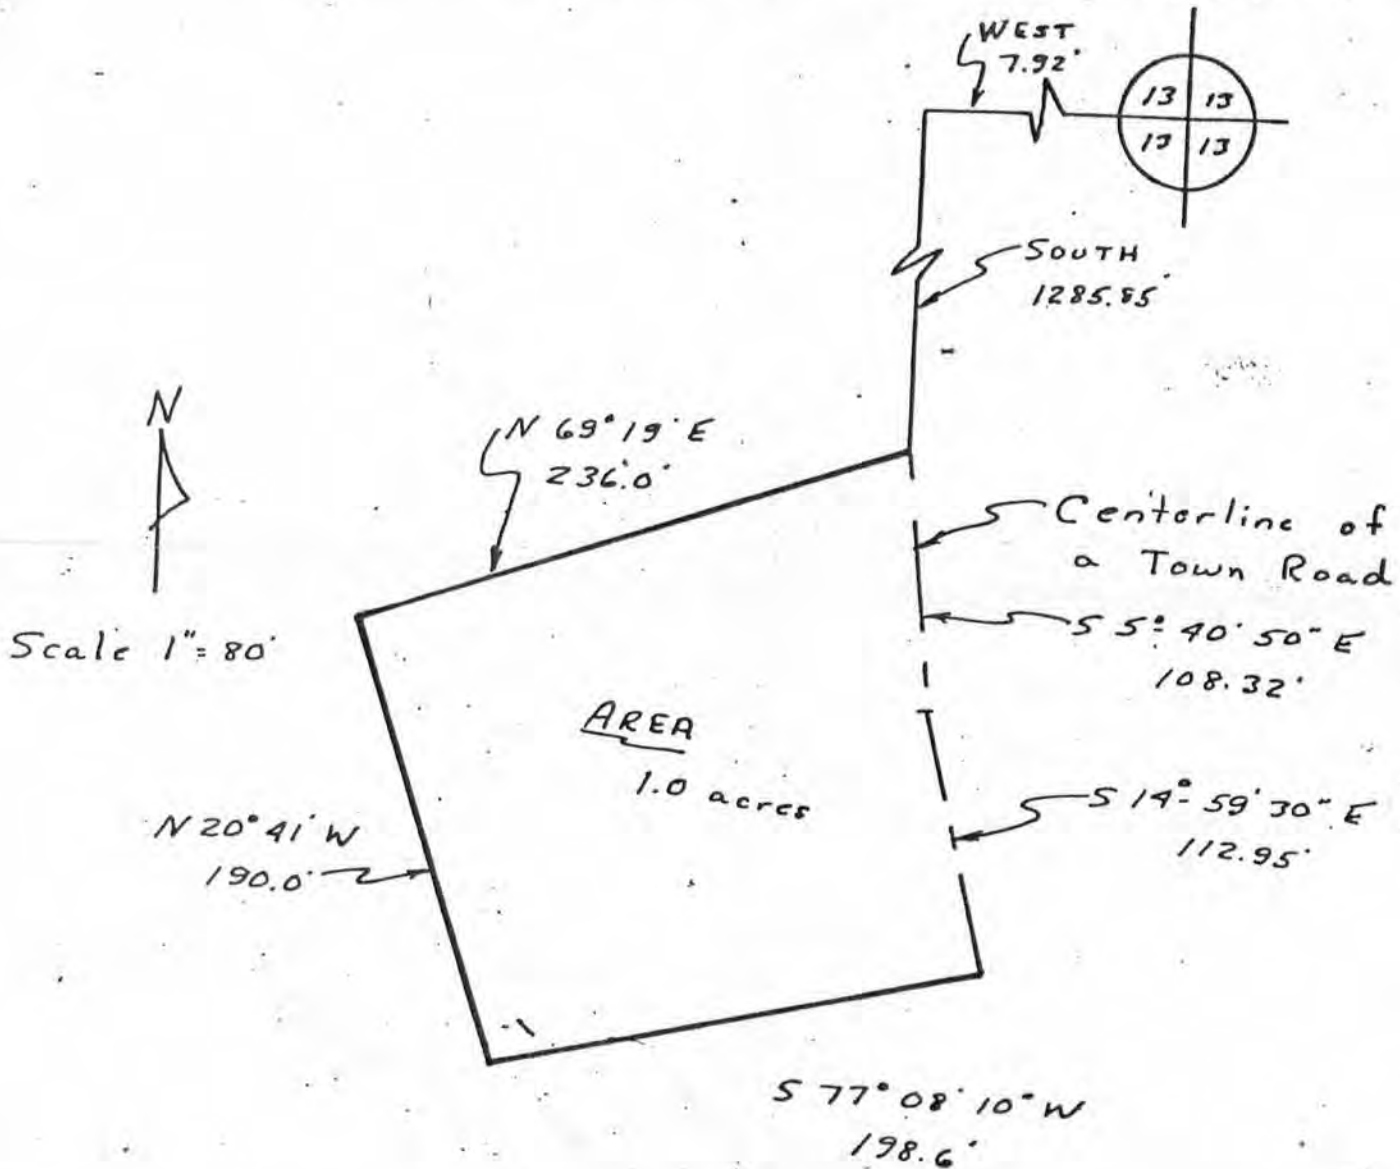 WEST
7.92'
13 13
13 13
SOUTH
1285.85'
N
N 69° 19' E
236.0'
Centerline of
a Town Road
Scale 1" = 80'
S 5° 40' 50" E
108.32'
AREA
1.0 acres
S 14° 59' 30" E
112.95'
N 20° 41' W
190.0'
S 77° 08' 10" W
198.6'